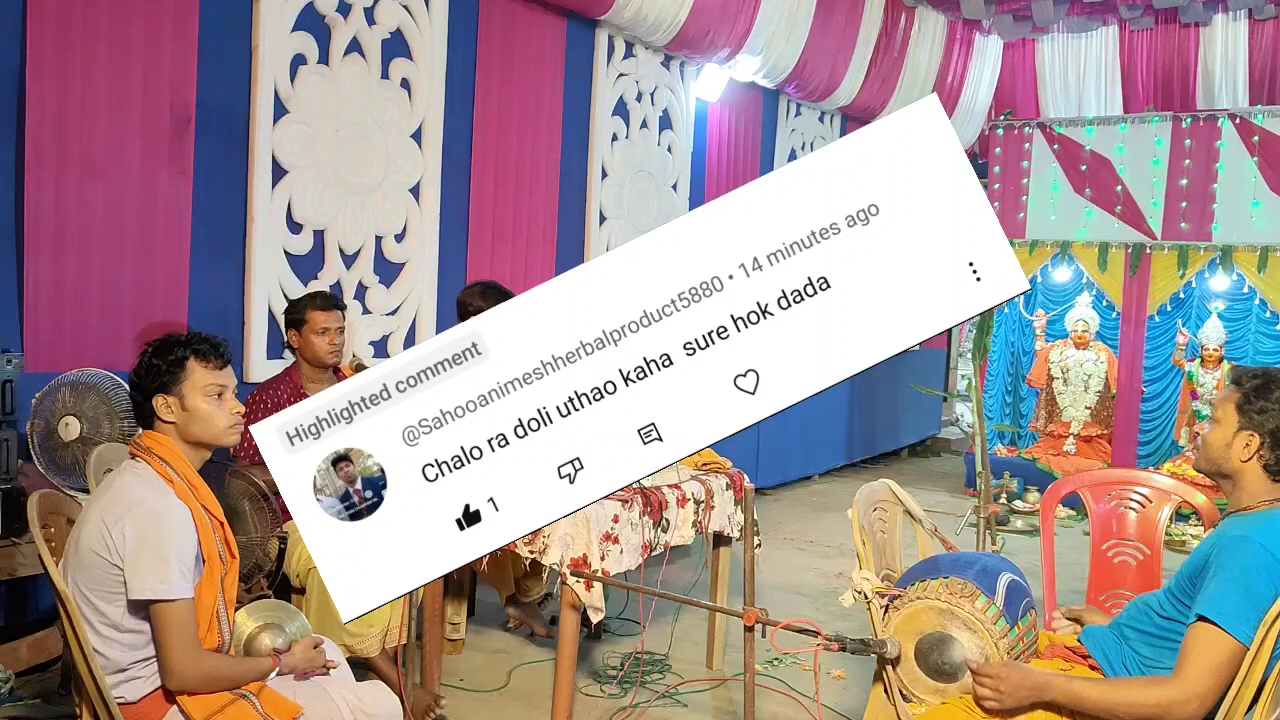 Highlighted comment
@Sahooanimeshherbalproduct5880 • 14 minutes ago
Chalo ra doli uthao kaha sure hok dada
1